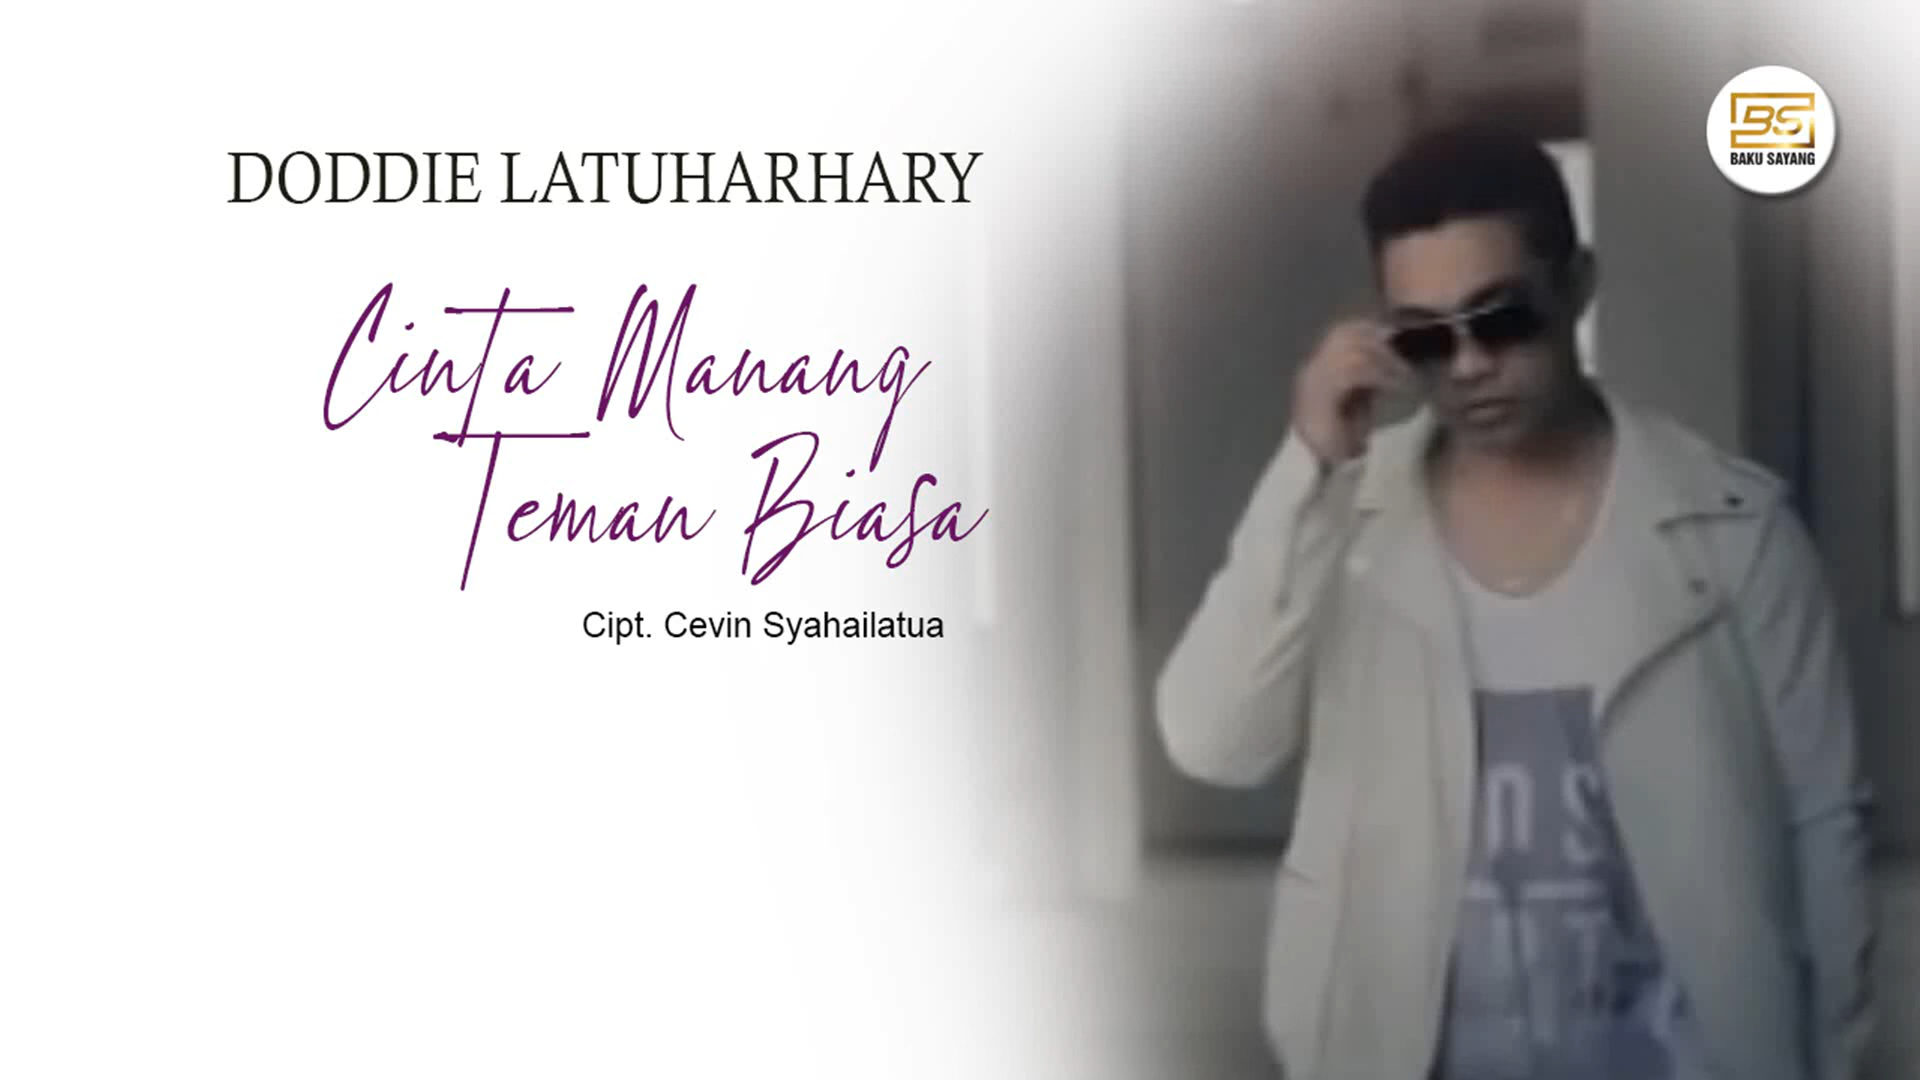 DODDIE LATUHARHARY
Cinta Manang
Teman Biasa
Cipt. Cevin Syahailatua
BS
BAKU SAYANG